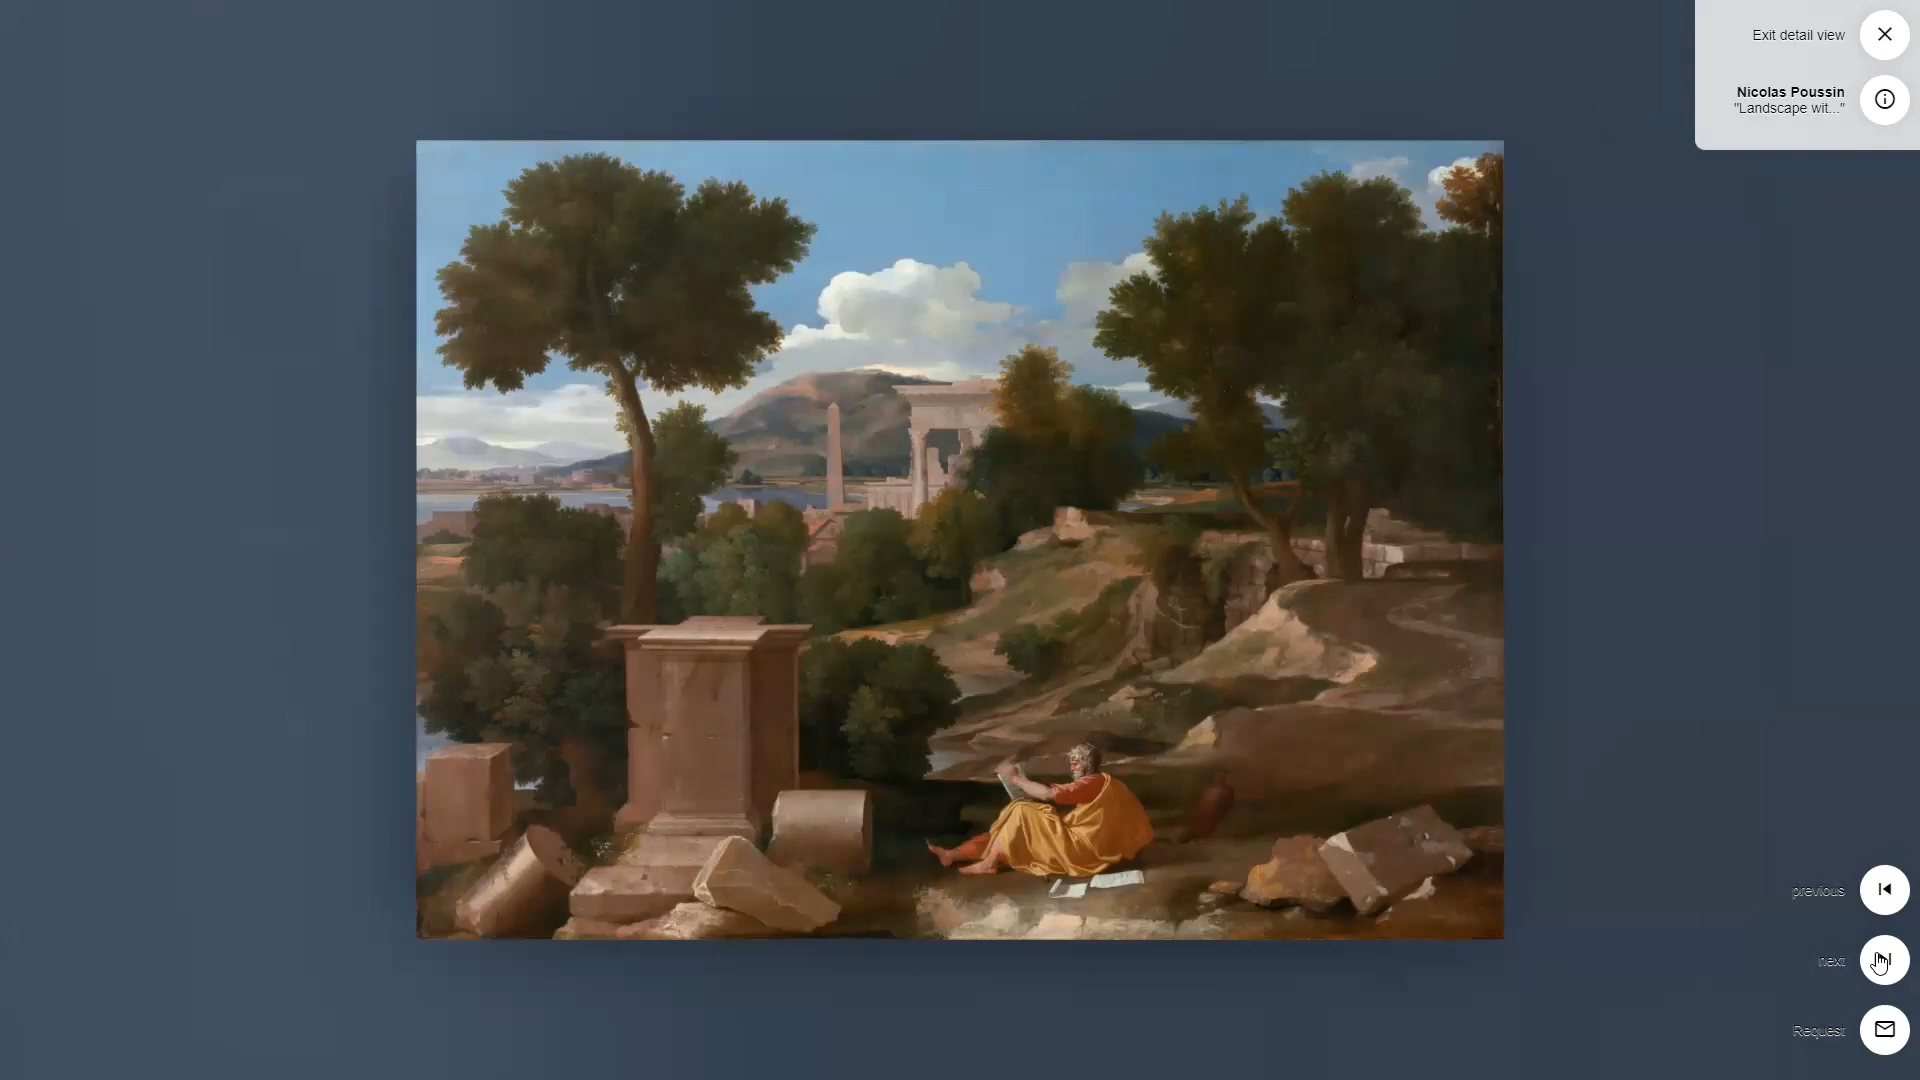 Exit detail view
Nicolas Poussin
"Landscape wit..."
previous
next
Request